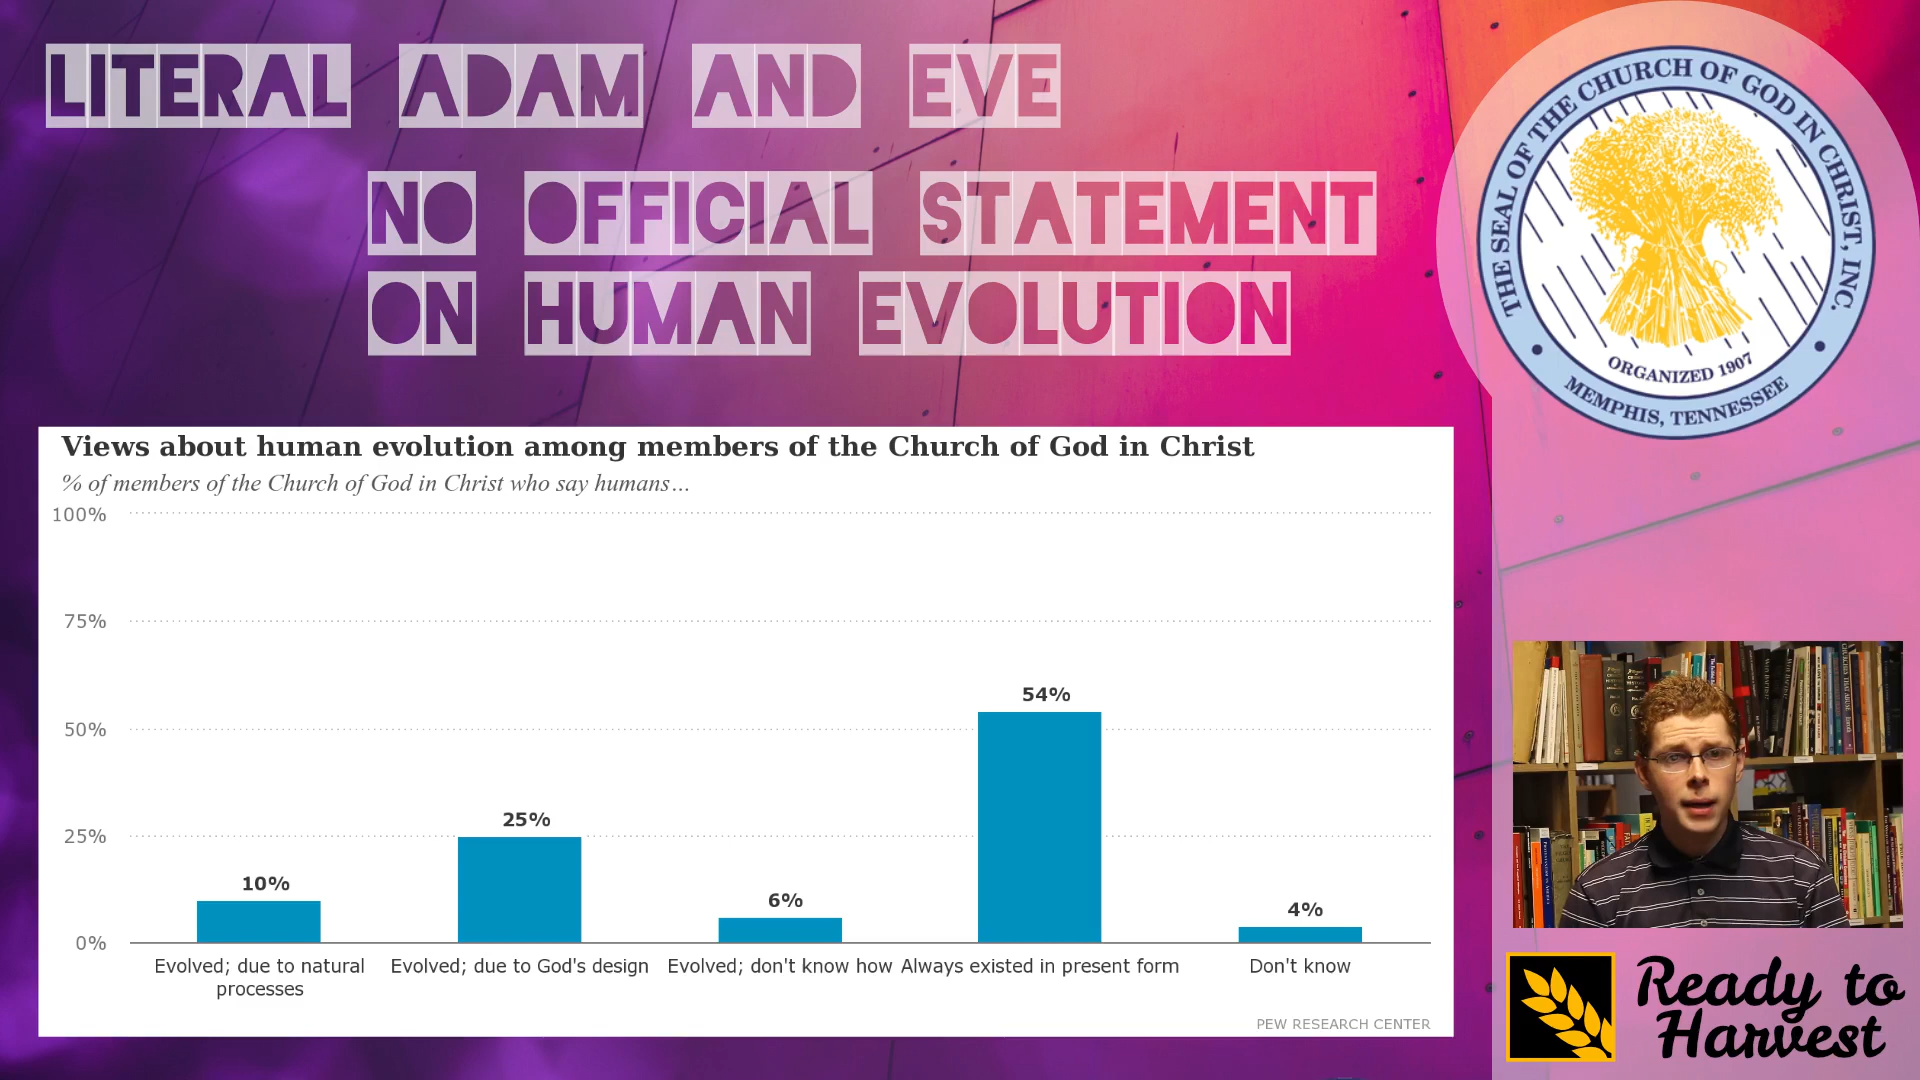 LITERAL ADAM AND EVE
NO OFFICIAL STATEMENT
ON HUMAN EVOLUTION
THE SEAL OF THE CHURCH OF GOD IN CHRIST, INC.
ORGANIZED 1907
MEMPHIS, TENNESSEE
Views about human evolution among members of the Church of God in Christ
% of members of the Church of God in Christ who say humans...
100%
75%
50%
25%
0%
10%
25%
6%
54%
4%
Evolved; due to natural
processes
Evolved; due to God's design
Evolved; don't know how
Always existed in present form
Don't know
PEW RESEARCH CENTER
Ready to
Harvest